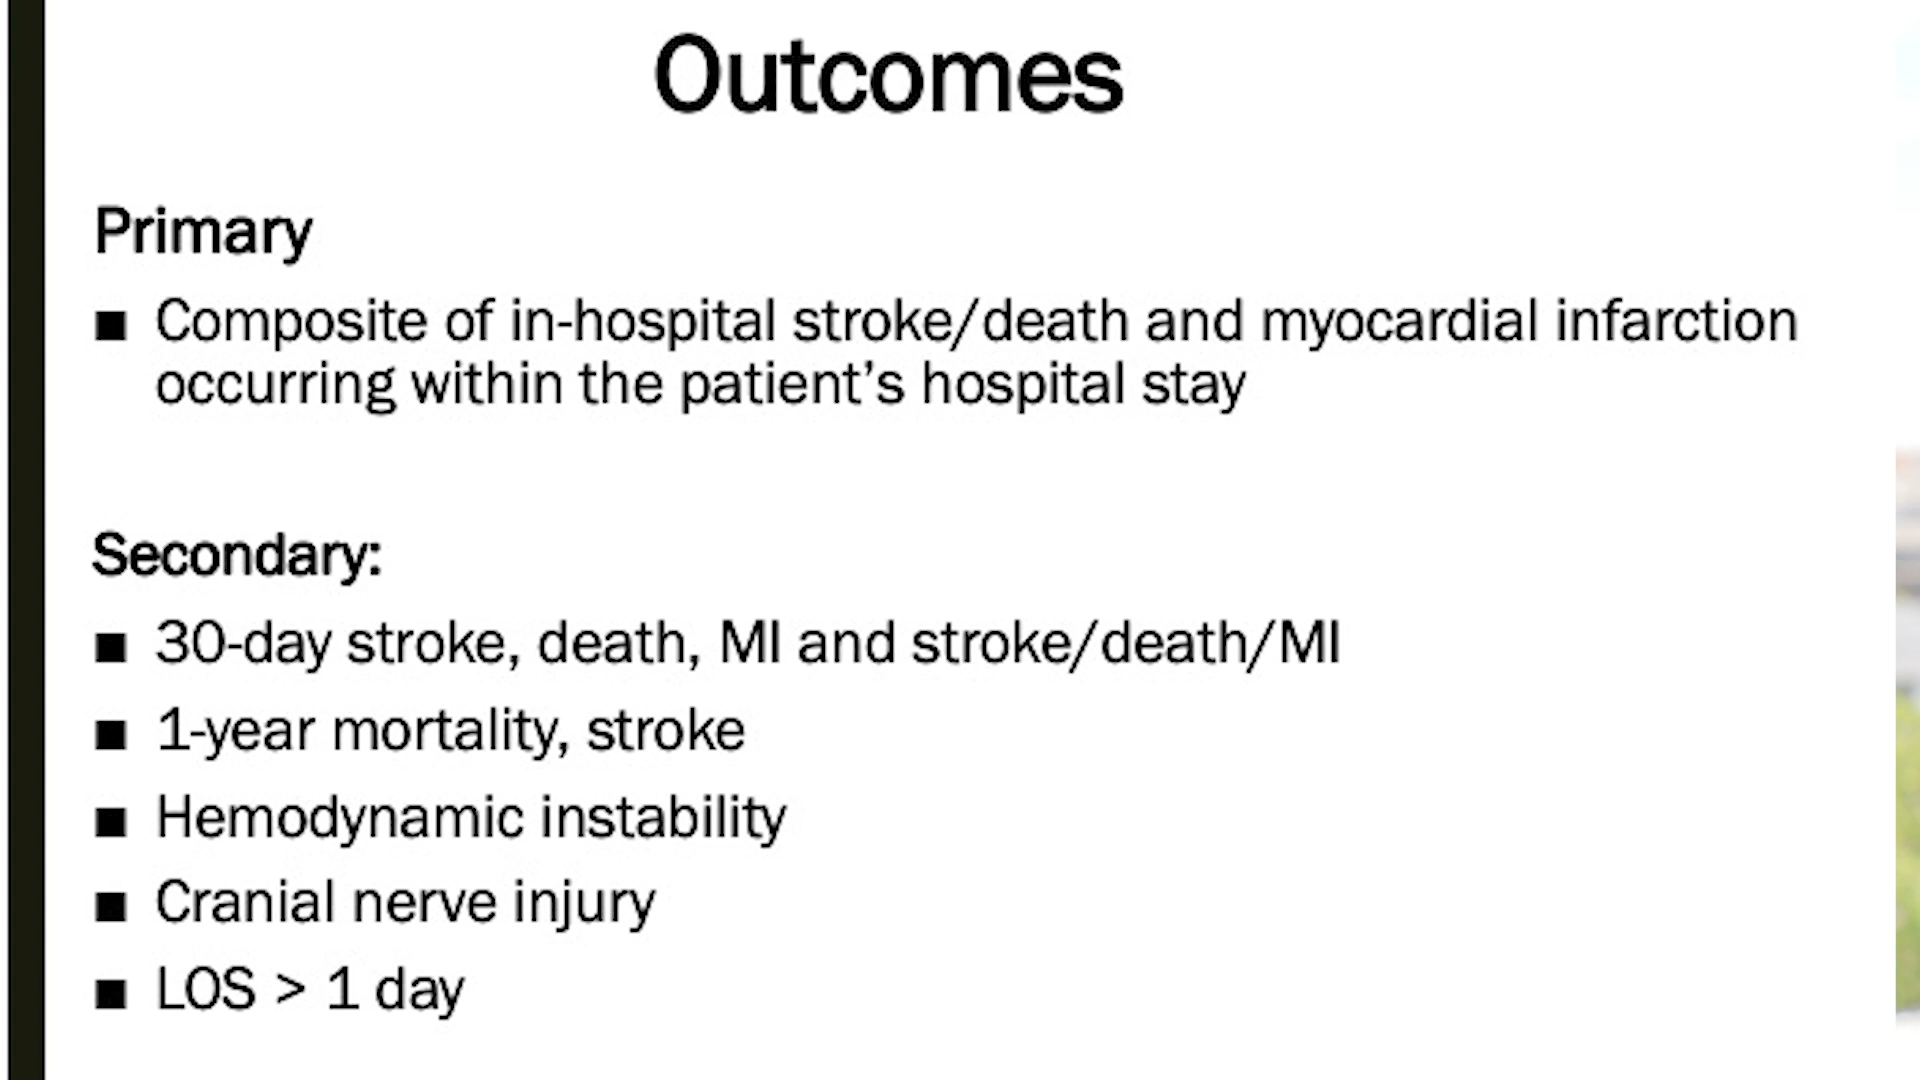 Outcomes
Primary
■ Composite of in-hospital stroke/death and myocardial infarction
occurring within the patient’s hospital stay
Secondary:
■ 30-day stroke, death, MI and stroke/death/MI
■ 1-year mortality, stroke
■ Hemodynamic instability
■ Cranial nerve injury
■ LOS > 1 day